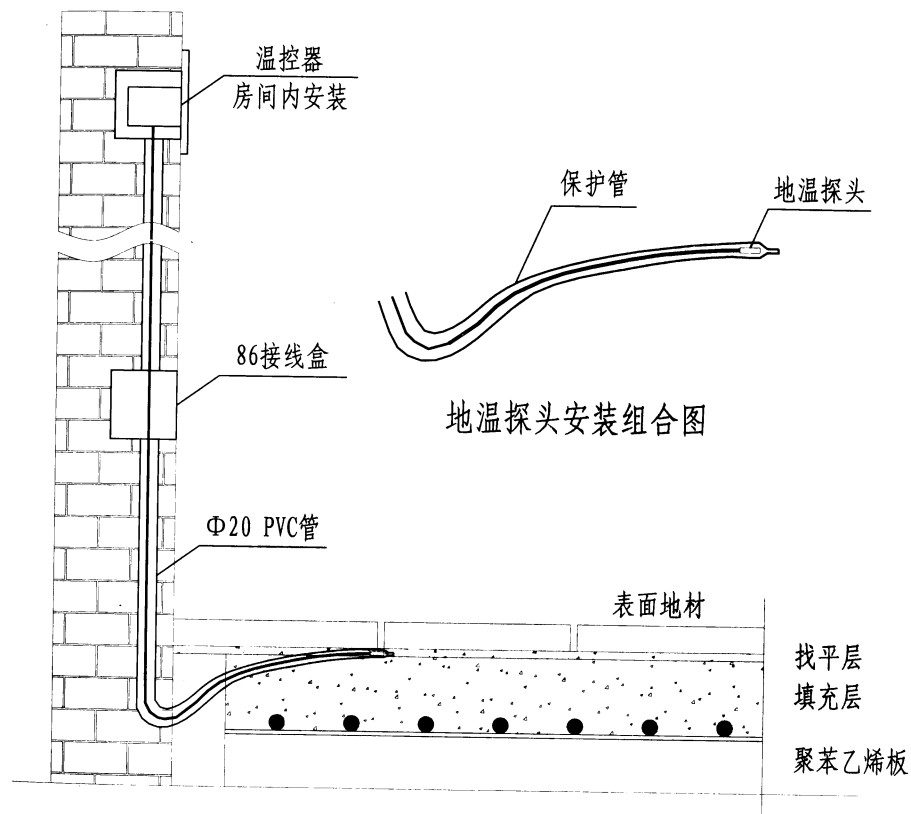 温控器
房间内安装
保护管
地温探头
86接线盒
地温探头安装组合图
Φ20 PVC管
表面地材
找平层
填充层
聚苯乙烯板